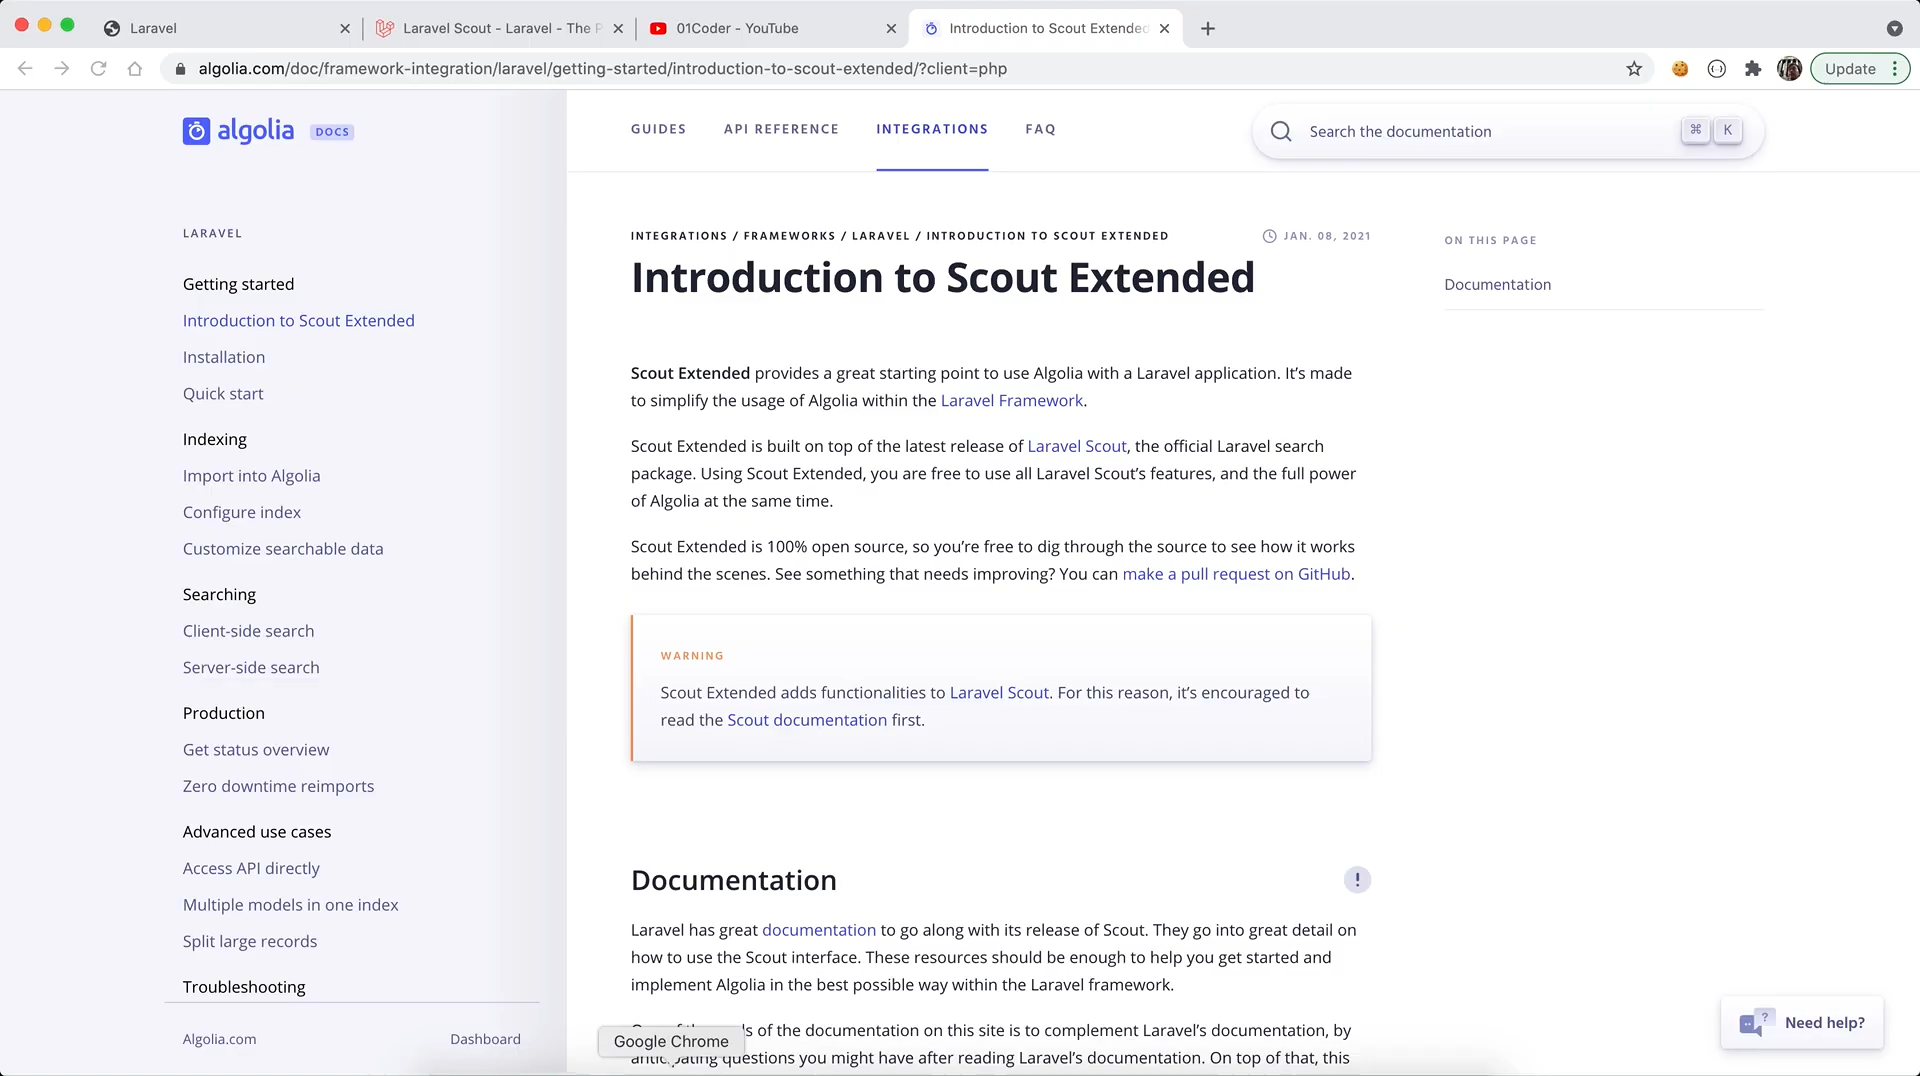 Laravel
Laravel Scout - Laravel - The P
01Coder - YouTube
Introduction to Scout Extended
algolia.com/doc/framework-integration/laravel/getting-started/introduction-to-scout-extended/?client=php
Update
algolia DOCS
GUIDES
API REFERENCE
INTEGRATIONS
FAQ
Search the documentation
⌘ K
LARAVEL
Getting started
Introduction to Scout Extended
Installation
Quick start
Indexing
Import into Algolia
Configure index
Customize searchable data
Searching
Client-side search
Server-side search
Production
Get status overview
Zero downtime reimports
Advanced use cases
Access API directly
Multiple models in one index
Split large records
Troubleshooting
Algolia.com
Dashboard
INTEGRATIONS / FRAMEWORKS / LARAVEL / INTRODUCTION TO SCOUT EXTENDED
JAN. 08, 2021
Introduction to Scout Extended
Scout Extended provides a great starting point to use Algolia with a Laravel application. It's made
to simplify the usage of Algolia within the Laravel Framework.
Scout Extended is built on top of the latest release of Laravel Scout, the official Laravel search
package. Using Scout Extended, you are free to use all Laravel Scout's features, and the full power
of Algolia at the same time.
Scout Extended is 100% open source, so you're free to dig through the source to see how it works
behind the scenes. See something that needs improving? You can make a pull request on GitHub.
WARNING
Scout Extended adds functionalities to Laravel Scout. For this reason, it's encouraged to
read the Scout documentation first.
Documentation
!
Laravel has great documentation to go along with its release of Scout. They go into great detail on
how to use the Scout interface. These resources should be enough to help you get started and
implement Algolia in the best possible way within the Laravel framework.
of the documentation on this site is to complement Laravel's documentation, by
anticipating questions you might have after reading Laravel's documentation. On top of that, this
Google Chrome
ON THIS PAGE
Documentation
Need help?